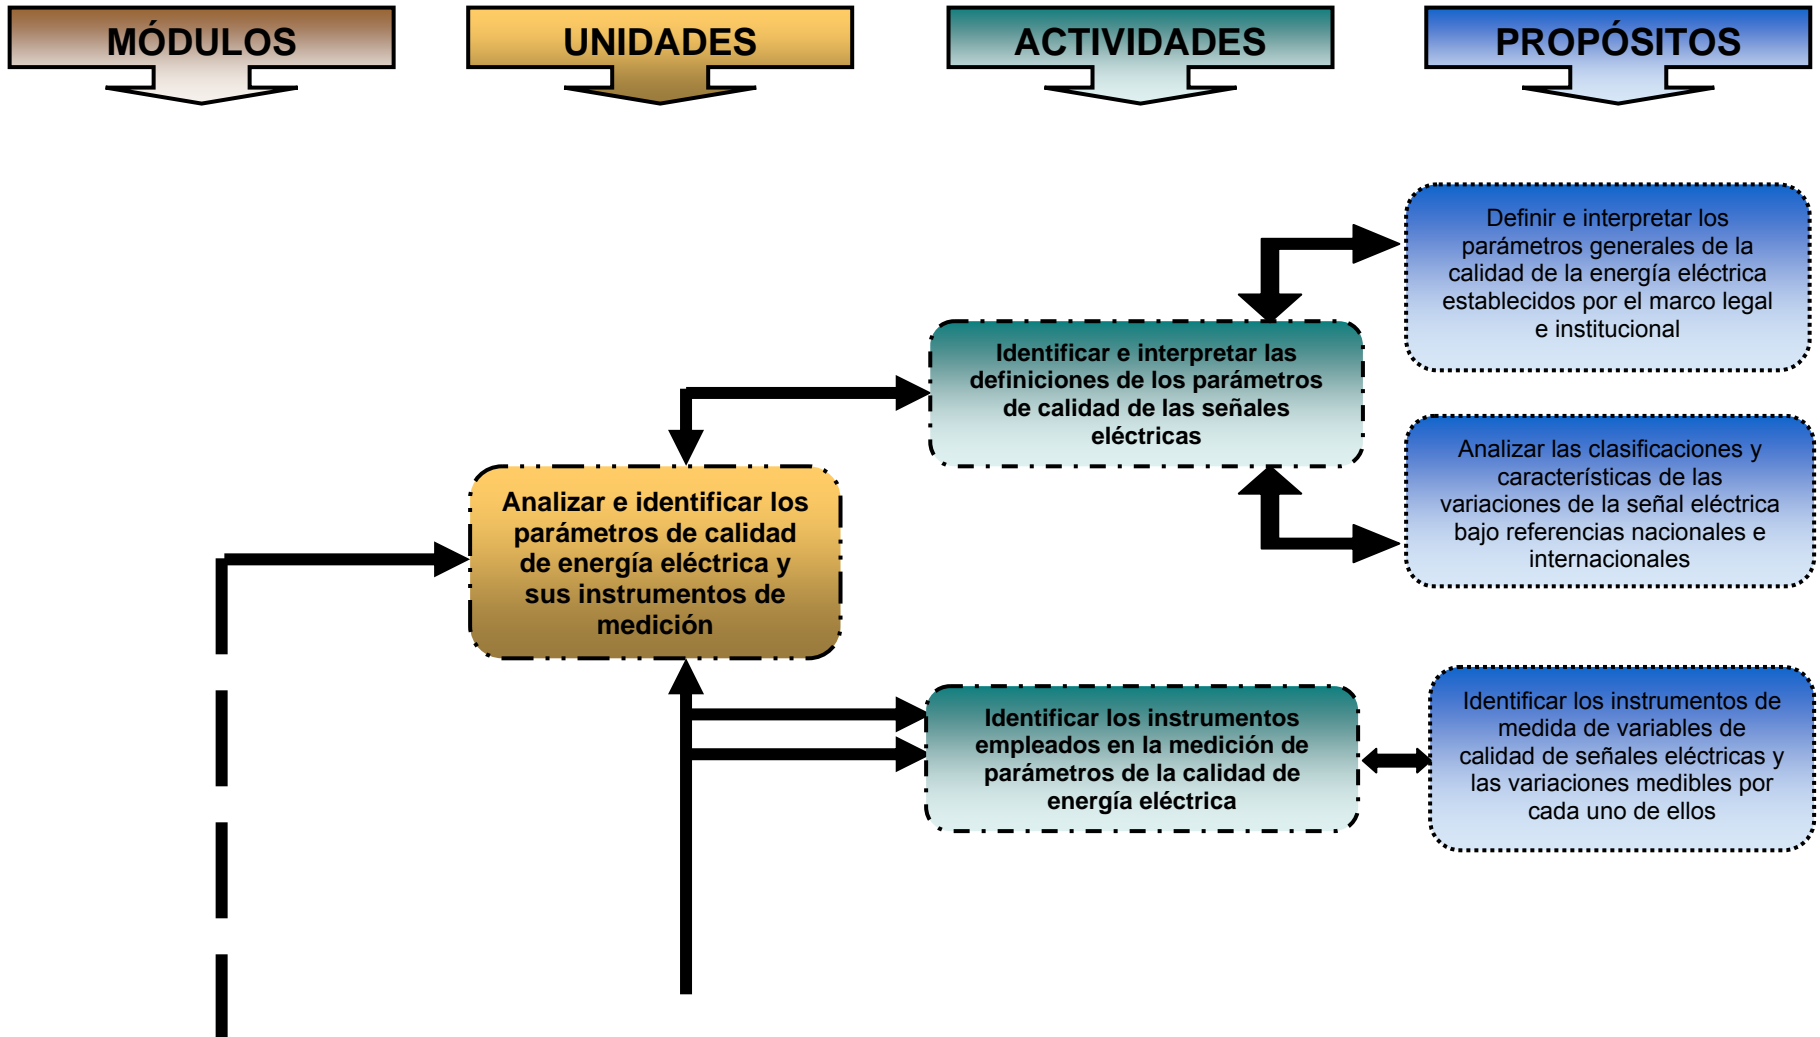 MÓDULOS
UNIDADES
ACTIVIDADES
PROPÓSITOS
Definir e interpretar los
parámetros generales de la
calidad de la energía eléctrica
establecidos por el marco legal
e institucional
Identificar e interpretar las
definiciones de los parámetros
de calidad de las señales
eléctricas
Analizar las clasificaciones y
características de las
variaciones de la señal eléctrica
bajo referencias nacionales e
internacionales
Analizar e identificar los
parámetros de calidad
de energía eléctrica y
sus instrumentos de
medición
Identificar los instrumentos
empleados en la medición de
parámetros de la calidad de
energía eléctrica
Identificar los instrumentos de
medida de variables de
calidad de señales eléctricas y
las variaciones medibles por
cada uno de ellos